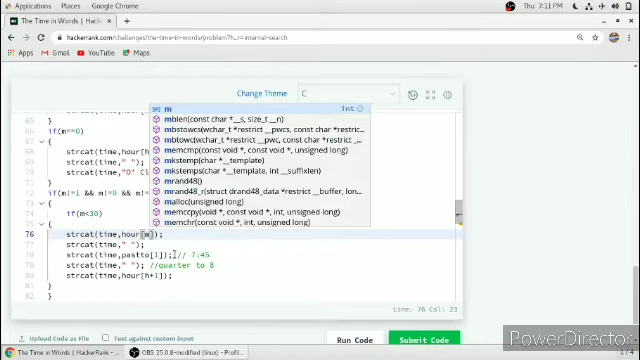 Places
Google Chrome
Thu 7:11 PM
The Time in Words | HackerRank
hackerrank.com/challenges/the-time-in-words/problem?h_r=internal-search
Apps
Gmail
YouTube
Maps
Change Theme
C
65
66
67
68
69
70
71
72
73
74
75
76
77
78
79
80
81
82
}
if(m==0)
{
strcat(time,hour[h
strcat(time," ");
strcat(time,"O' Cl
}
if(m!=1 && m!=0 && m!=
{
if(m<30)
{
strcat(time,hour[m]);
strcat(time," ");
strcat(time,pastto[1]); // 7:45
strcat(time," "); //quarter to 8
strcat(time,hour[h+1]);
}
}
m int
mblen(const char *__s, size_t __n)
mbstowcs(wchar_t *restrict __pwcs, const char *restric...
mbtowc(wchar_t *restrict __pwc, const char *restrict...
memcmp(const void *, const void *, unsigned long)
mkstemp(char *__template)
mkstemps(char *__template, int __suffixlen)
mrand48()
mrand48_r(struct drand48_data *restrict __buffer, lon...
malloc(unsigned long)
memccpy(void *, const void *, int, unsigned long)
memchr(const void *, int, unsigned long)
Line: 76 Col: 23
Upload Code as File
Test against custom input
Run Code
Submit Code
PowerDirector
The Time in Words | HackerR...
OBS 25.0.8-modified (linux) - Profil...
1 / 4